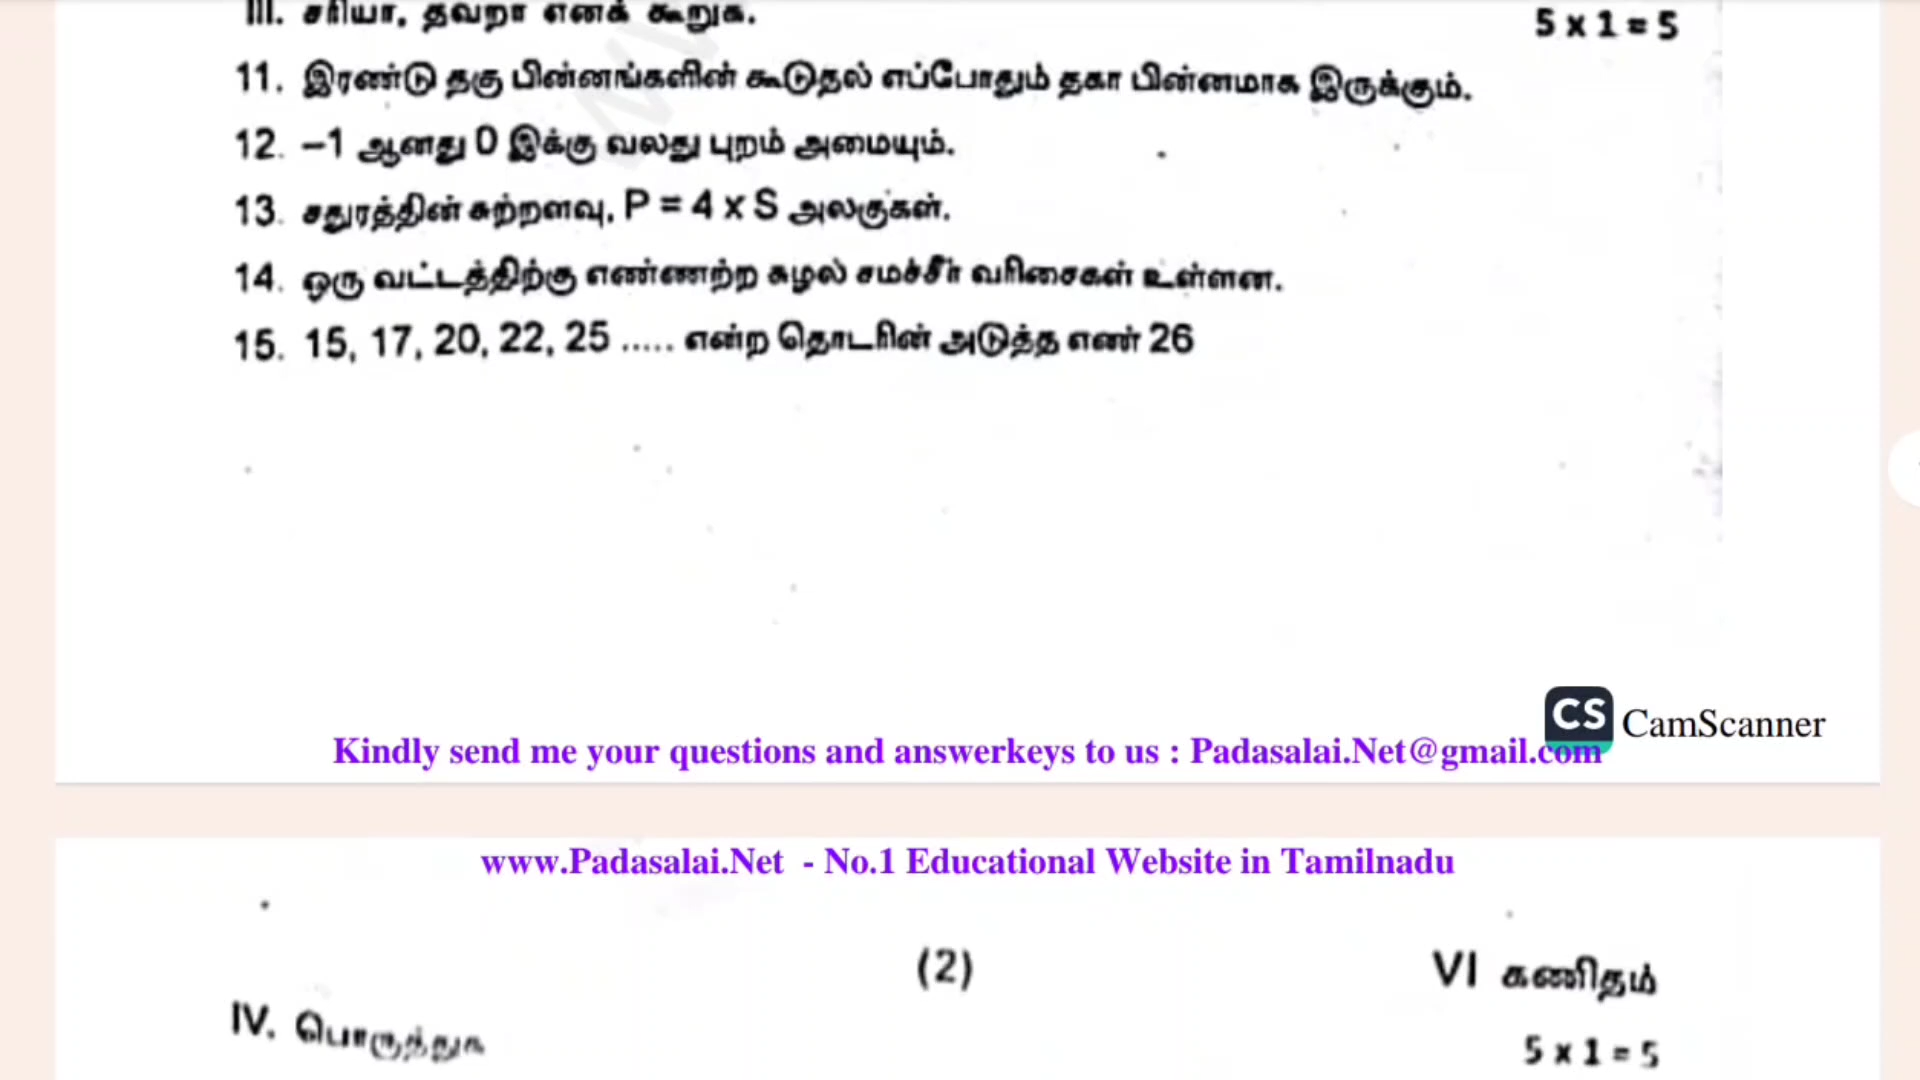 III. சரியா, தவறா எனக் கூறுக.
5 x 1 = 5
11. இரண்டு தகு பின்னங்களின் கூடுதல் எப்போதும் தகா பின்னமாக இருக்கும்.
12. –1 ஆனது 0 இக்கு வலது புறம் அமையும்.
13. சதுரத்தின் சுற்றளவு, P = 4 x S அலகுகள்.
14. ஒரு வட்டத்திற்கு எண்ணற்ற சுழல் சமச்சீர் வரிசைகள் உள்ளன.
15. 15, 17, 20, 22, 25 ..... என்ற தொடரின் அடுத்த எண் 26
CS CamScanner
Kindly send me your questions and answerkeys to us : Padasalai.Net@gmail.com
www.Padasalai.Net - No.1 Educational Website in Tamilnadu
(2)
VI கணிதம்
IV. பொருத்துக
5 x 1 = 5